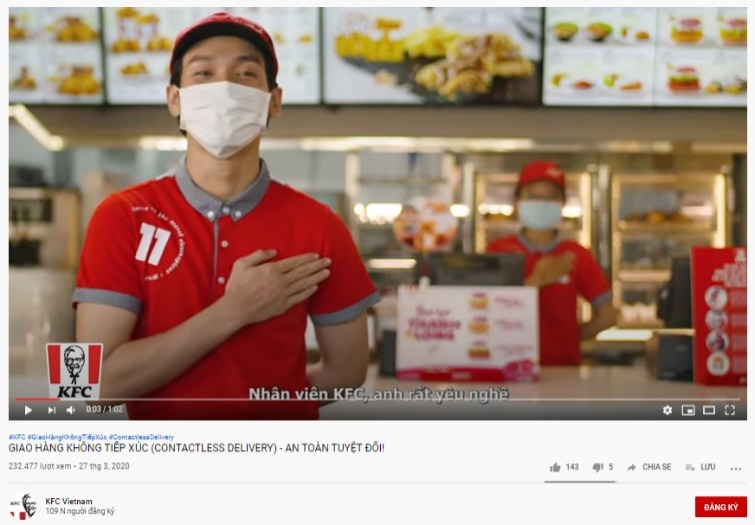 11
KFC
Nhân viên KFC, anh rất yêu nghề
0:03 / 1:02
#KFC #GiaoHàngKhôngTiếpXúc #ContactlessDelivery
GIAO HÀNG KHÔNG TIẾP XÚC (CONTACTLESS DELIVERY) - AN TOÀN TUYỆT ĐỐI!
232.477 lượt xem - 27 thg 3, 2020
143 5 CHIA SẺ LƯU
KFC Vietnam
109 N người đăng ký
ĐĂNG KÝ